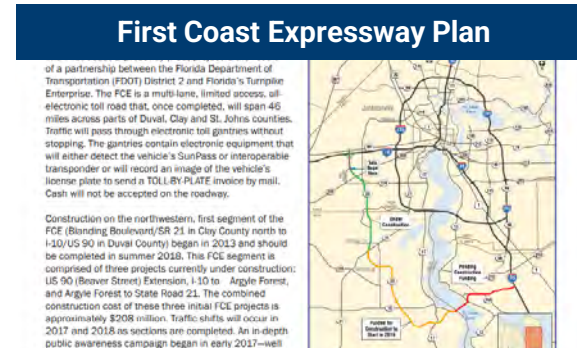 First Coast Expressway Plan
of a partnership between the Florida Department of
Transportation (FDOT) District 2 and Florida's Turnpike
Enterprise. The FCE is a multi-lane, limited access, all-
electronic toll road that, once completed, will span 46
miles across parts of Duval, Clay and St. Johns counties.
Traffic will pass through electronic toll gantries without
stopping. The gantries contain electronic equipment that
will either detect the vehicle's SunPass or interoperable
transponder or will record an image of the vehicle's
license plate to send a TOLL-BY-PLATE invoice by mail.
Cash will not be accepted on the roadway.
Construction on the northwestern, first segment of the
FCE (Blanding Boulevard/SR 21 in Clay County north to
I-10/US 90 in Duval County) began in 2013 and should
be completed in summer 2018. This FCE segment is
comprised of three projects currently under construction:
US 90 (Beaver Street) Extension, I-10 to Argyle Forest,
and Argyle Forest to State Road 21. The combined
construction cost of these three initial FCE projects is
approximately $208 million. Traffic shifts will occur in
2017 and 2018 as sections are completed. An in-depth
public awareness campaign began in early 2017—well
Construction
Pending
Construction
Funding
Funded for
Construction to
Start in 2018